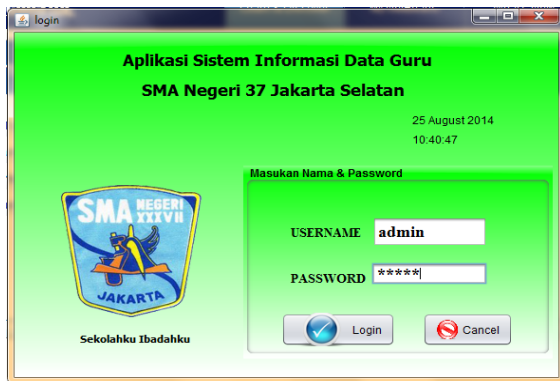 login
Aplikasi Sistem Informasi Data Guru
SMA Negeri 37 Jakarta Selatan
25 August 2014
10:40:47
Masukan Nama & Password
SMA NEGERI
XXXVII
JAKARTA
USERNAME admin
PASSWORD *****
Login Cancel
Sekolahku Ibadahku